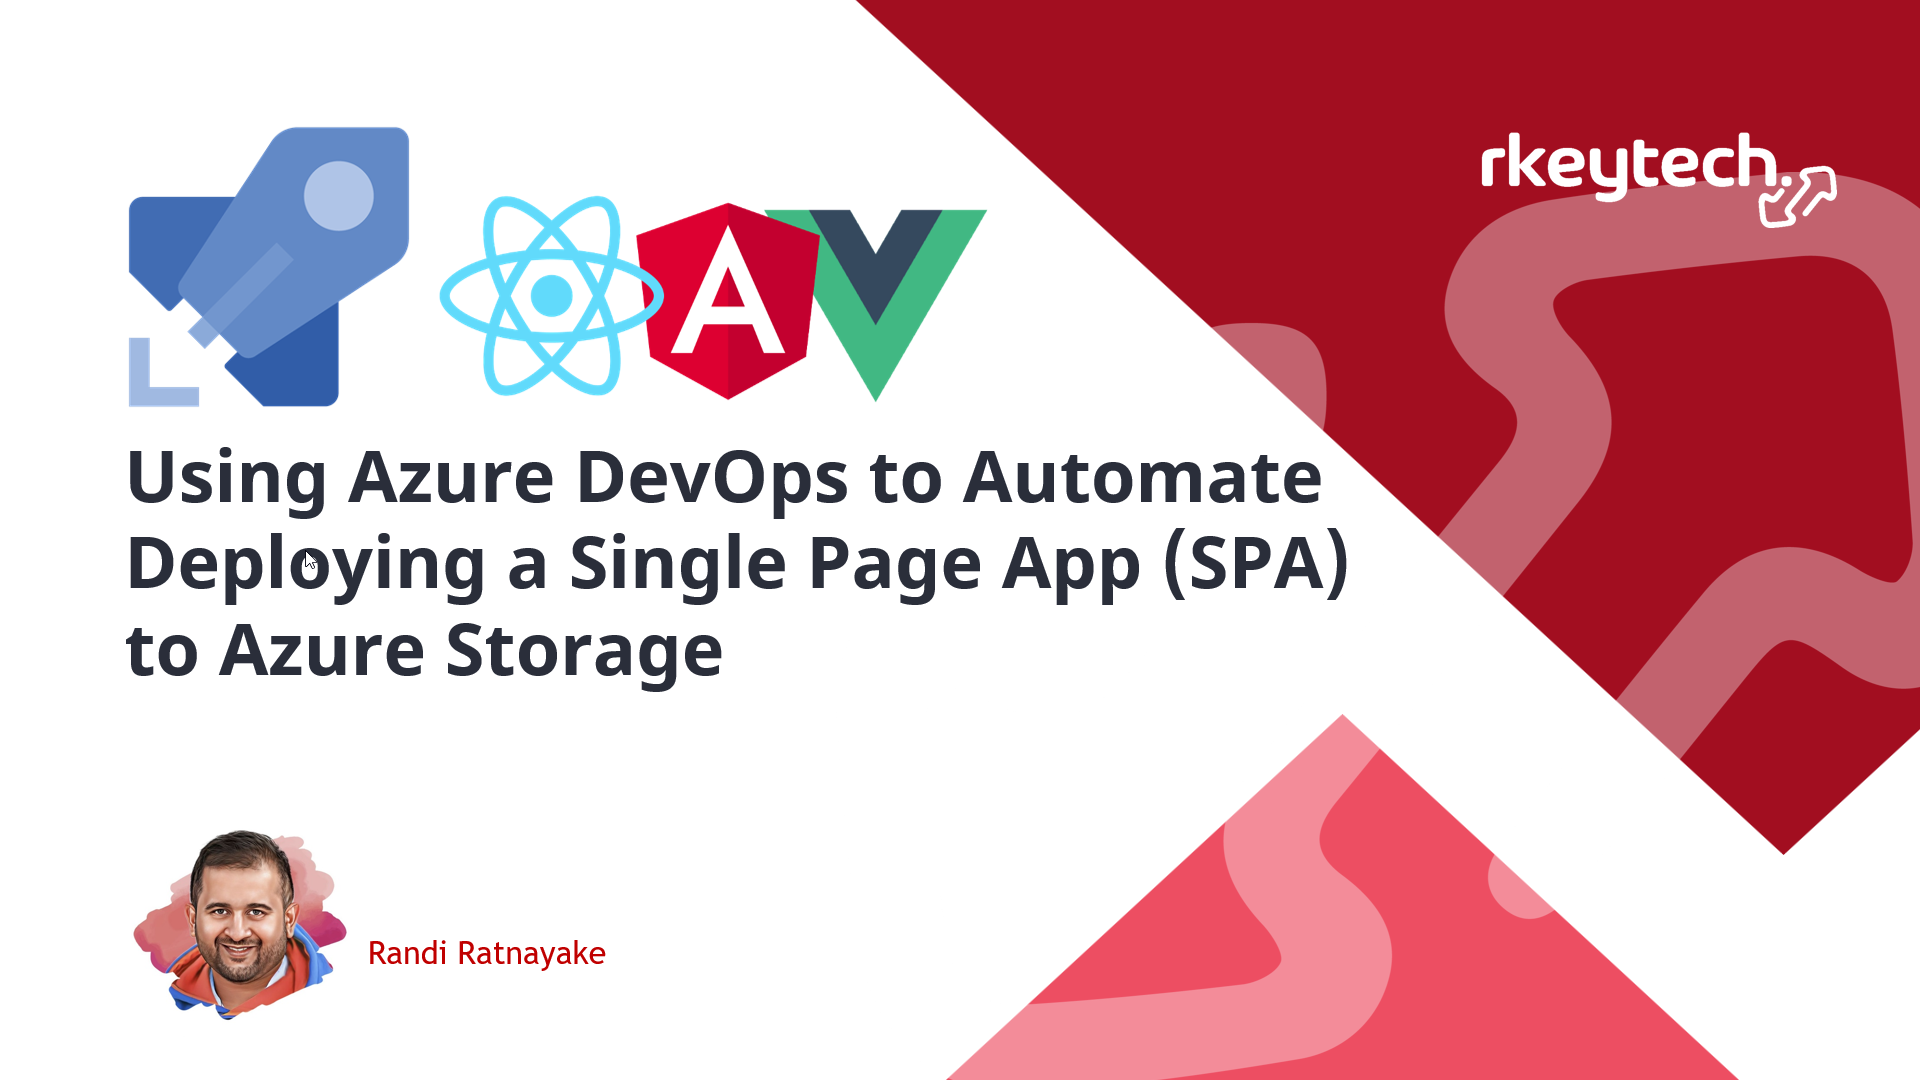 rkeytech
Using Azure DevOps to Automate
Deploying a Single Page App (SPA)
to Azure Storage
Randi Ratnayake